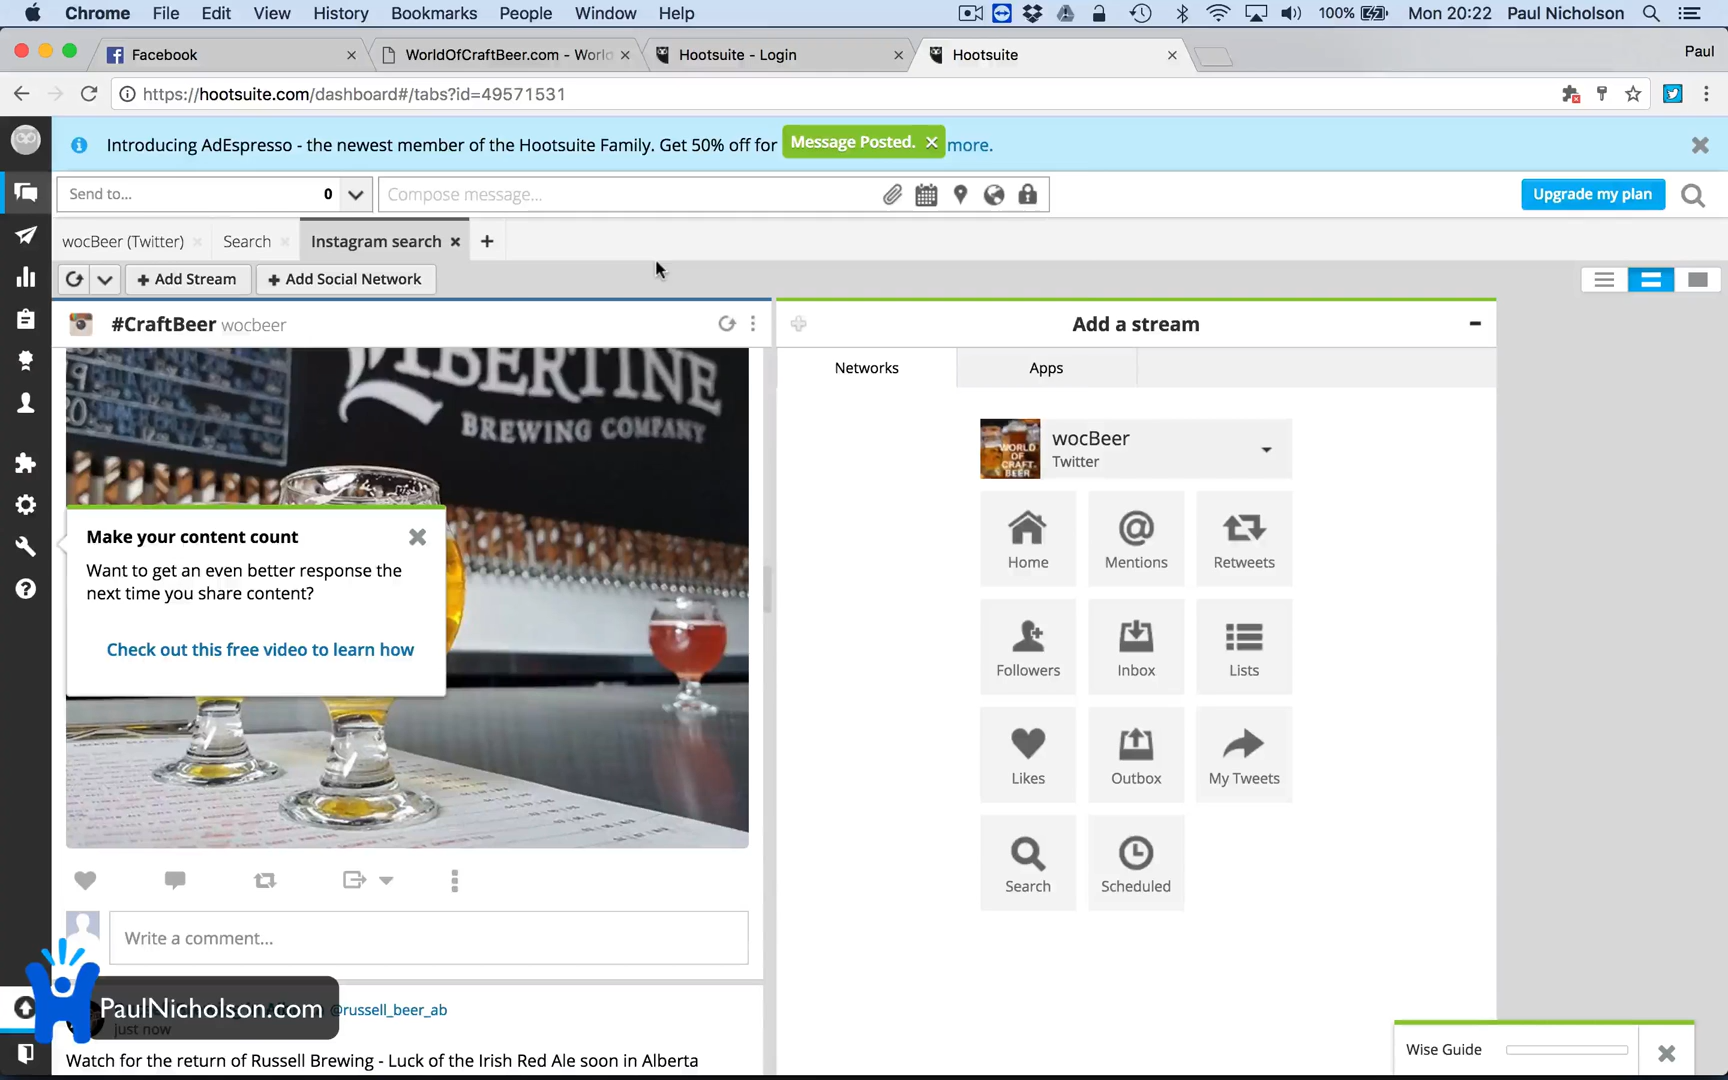 Chrome File Edit View History Bookmarks People Window Help 100% Mon 20:22 Paul Nicholson
Facebook WorldOfCraftBeer.com - World Hootsuite - Login Hootsuite Paul
https://hootsuite.com/dashboard#/tabs?id=49571531
Introducing AdEspresso - the newest member of the Hootsuite Family. Get 50% off for Message Posted. more.
Send to... 0 Compose message... Upgrade my plan
wocBeer (Twitter) Search Instagram search
Add Stream Add Social Network
#CraftBeer wocbeer
Add a stream
Networks Apps
LIBERTINE
BREWING COMPANY
WORLD OF CRAFT BEER
wocBeer
Twitter
Make your content count
Want to get an even better response the
next time you share content?
Check out this free video to learn how
Home Mentions Retweets
Followers Inbox Lists
Likes Outbox My Tweets
Search Scheduled
Write a comment...
@russell_beer_ab
PaulNicholson.com
just now
Watch for the return of Russell Brewing - Luck of the Irish Red Ale soon in Alberta
Wise Guide